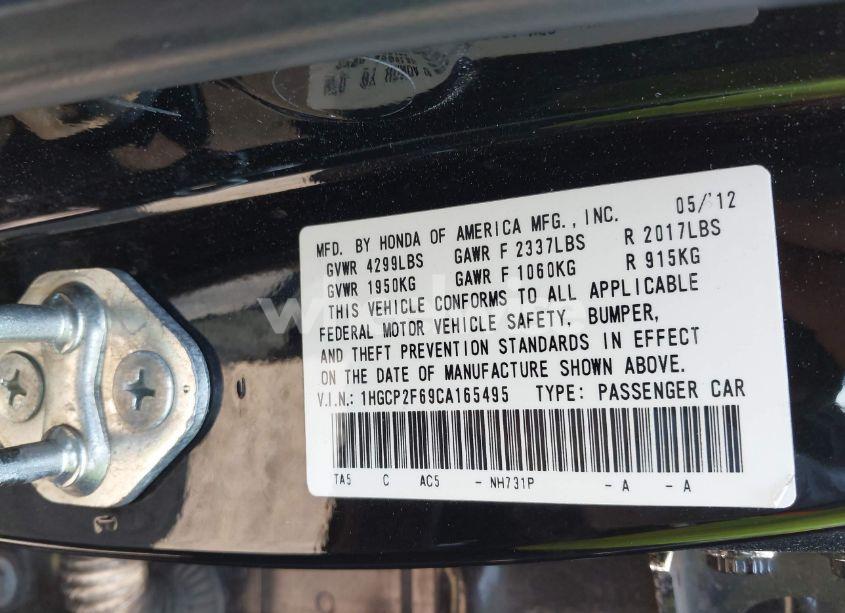 MFD. BY HONDA OF AMERICA MFG., INC. 05/12
GVWR 4299LBS GAWR F 2337LBS R 2017LBS
GVWR 1950KG GAWR F 1060KG R 915KG
THIS VEHICLE CONFORMS TO ALL APPLICABLE
FEDERAL MOTOR VEHICLE SAFETY, BUMPER,
AND THEFT PREVENTION STANDARDS IN EFFECT
ON THE DATE OF MANUFACTURE SHOWN ABOVE.
V.I.N.: 1HGCP2F69CA165495 TYPE: PASSENGER CAR
TA5 C AC5 - NH731P - A - A